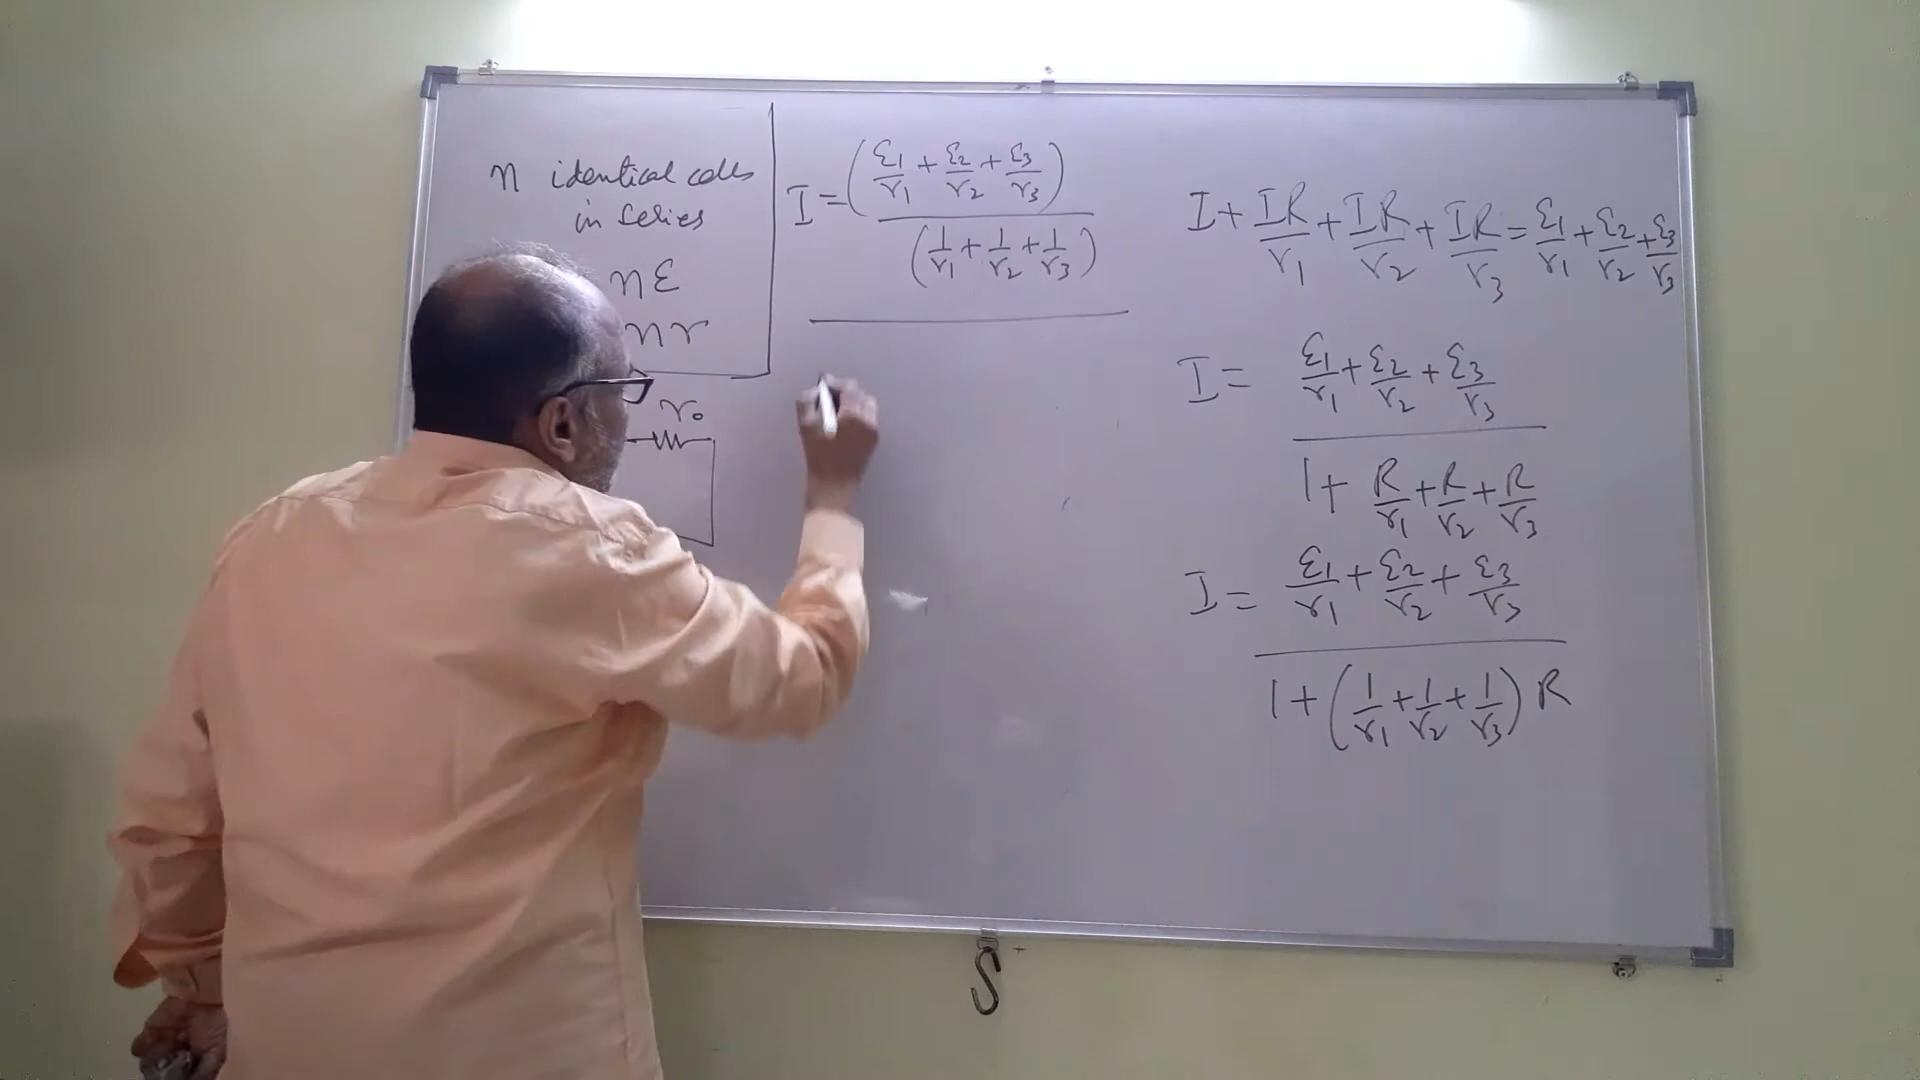 n identical cells
in series
nε
nr
r₀
I = (ε₁/r₁ + ε₂/r₂ + ε₃/r₃) / (1/r₁ + 1/r₂ + 1/r₃)
I + IR/r₁ + IR/r₂ + IR/r₃ = ε₁/r₁ + ε₂/r₂ + ε₃/r₃
I = (ε₁/r₁ + ε₂/r₂ + ε₃/r₃) / (1 + R/r₁ + R/r₂ + R/r₃)
I = (ε₁/r₁ + ε₂/r₂ + ε₃/r₃) / (1 + (1/r₁ + 1/r₂ + 1/r₃) R)